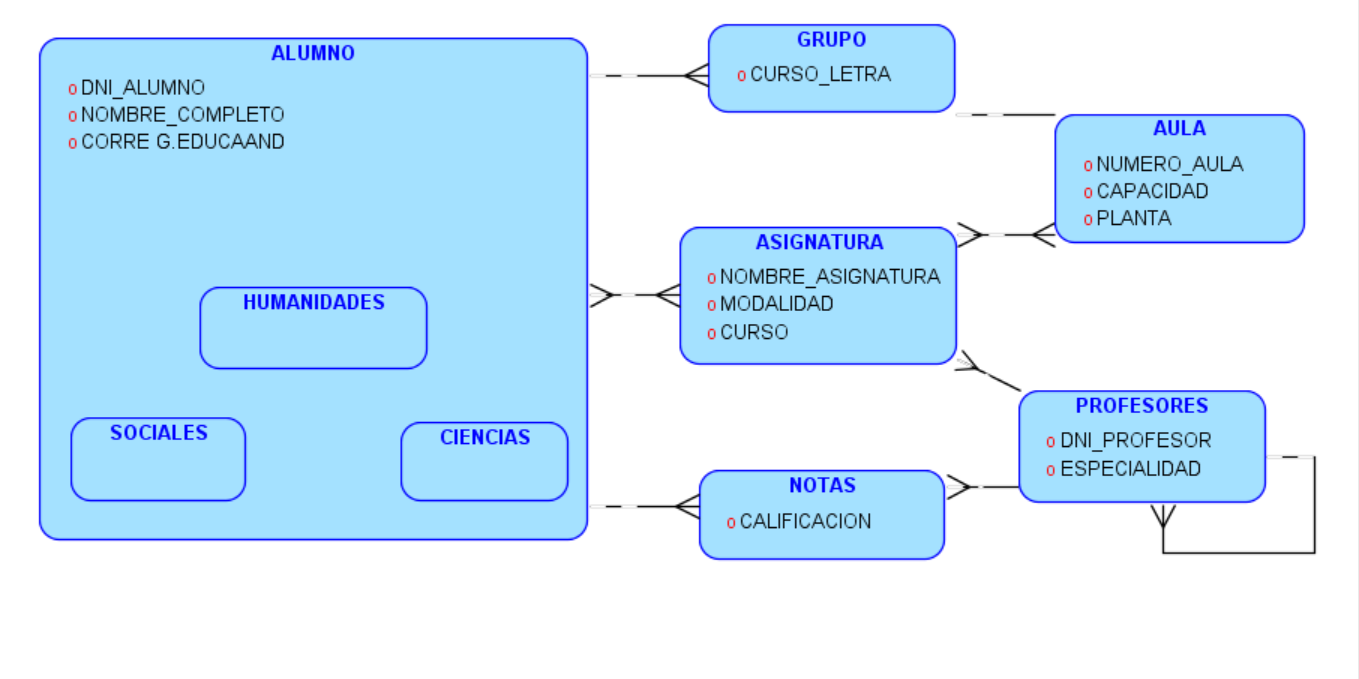 ALUMNO
o DNI_ALUMNO
o NOMBRE_COMPLETO
o CORRE G.EDUCAAND
HUMANIDADES
SOCIALES
CIENCIAS
GRUPO
o CURSO_LETRA
AULA
o NUMERO_AULA
o CAPACIDAD
o PLANTA
ASIGNATURA
o NOMBRE_ASIGNATURA
o MODALIDAD
o CURSO
PROFESORES
o DNI_PROFESOR
o ESPECIALIDAD
NOTAS
o CALIFICACION